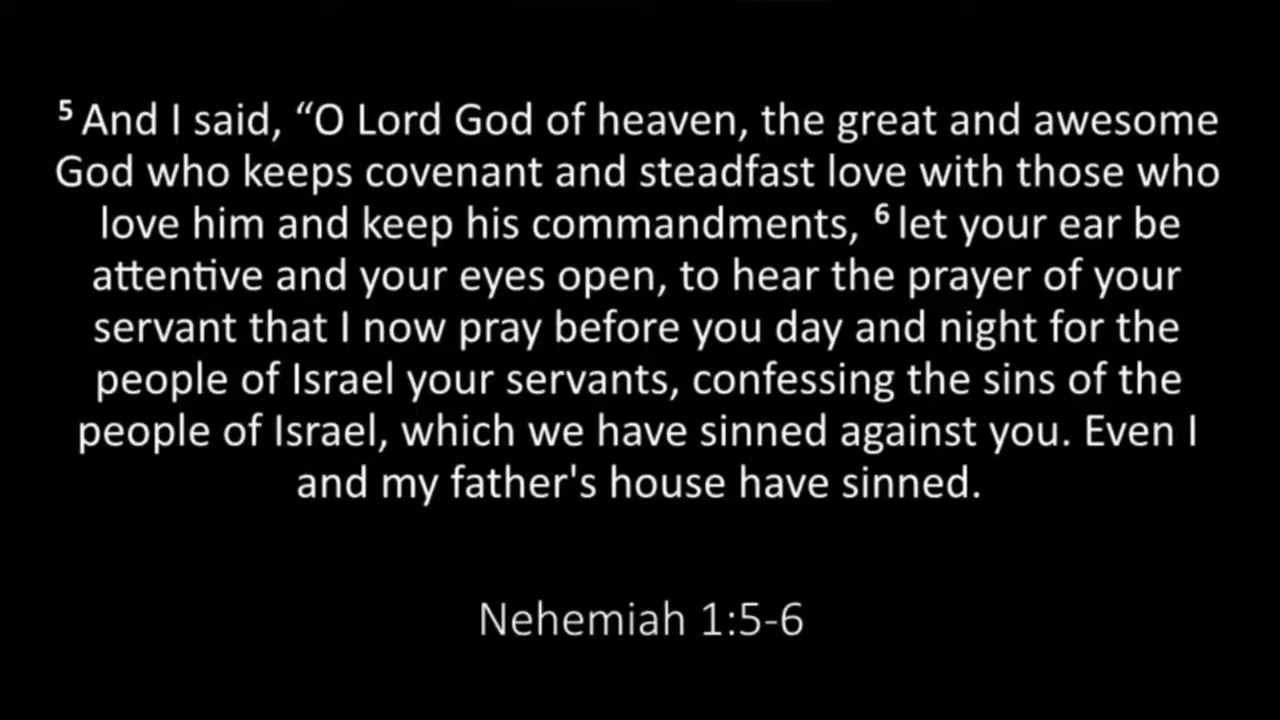 5 And I said, “O Lord God of heaven, the great and awesome
God who keeps covenant and steadfast love with those who
love him and keep his commandments, 6 let your ear be
attentive and your eyes open, to hear the prayer of your
servant that I now pray before you day and night for the
people of Israel your servants, confessing the sins of the
people of Israel, which we have sinned against you. Even I
and my father's house have sinned.
Nehemiah 1:5-6